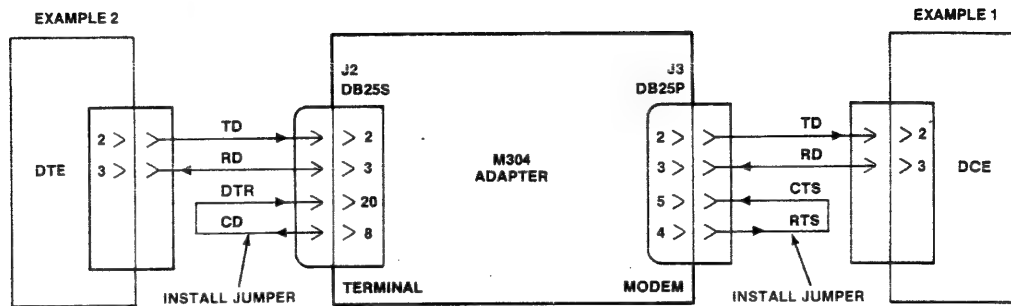 EXAMPLE 2
EXAMPLE 1
J2
DB25S
J3
DB25P
DTE
2
3
TD
RD
DTR
CD
2
3
20
8
M304
ADAPTER
2
3
5
4
TD
RD
CTS
RTS
2
3
DCE
TERMINAL
MODEM
INSTALL JUMPER
INSTALL JUMPER